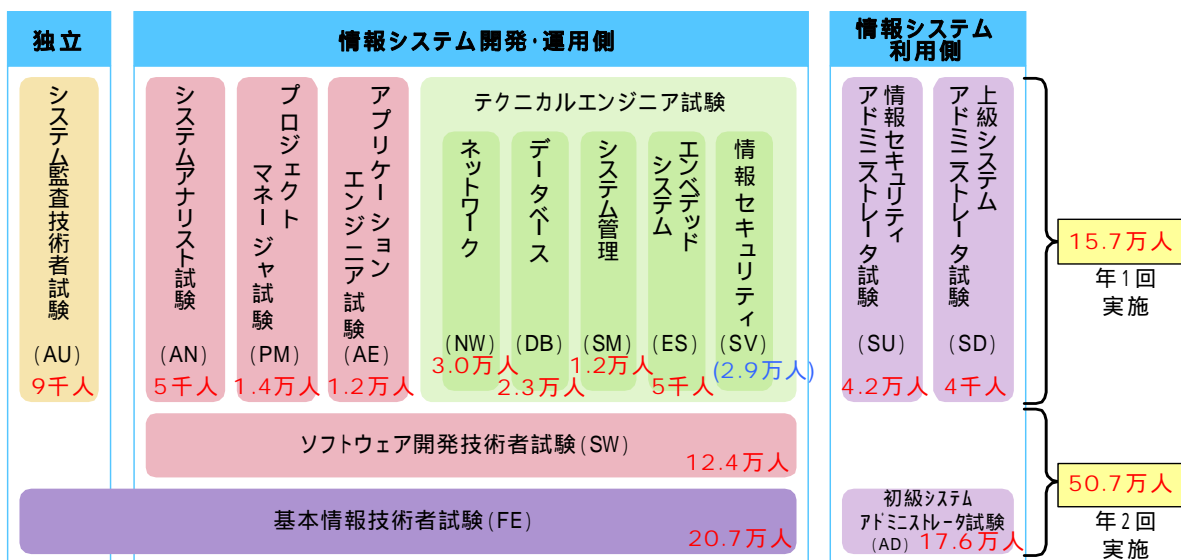 独立
情報システム開発・運用側
情報システム
利用側
システム監査技術者試験
(AU)
9千人
システムアナリスト試験
(AN)
5千人
プロジェクト
マネージャ試験
(PM)
1.4万人
アプリケーション
エンジニア試験
(AE)
1.2万人
テクニカルエンジニア試験
ネットワーク
(NW)
3.0万人
データベース
(DB)
2.3万人
システム管理
(SM)
1.2万人
エンベデッド
システム
(ES)
5千人
情報セキュリティ
(SV)
(2.9万人)
情報セキュリティ
アドミニストレータ試験
(SU)
4.2万人
上級システム
アドミニストレータ試験
(SD)
4千人
15.7万人
年1回
実施
ソフトウェア開発技術者試験(SW)
12.4万人
基本情報技術者試験(FE)
20.7万人
初級システム
アドミニストレータ試験
(AD) 17.6万人
50.7万人
年2回
実施